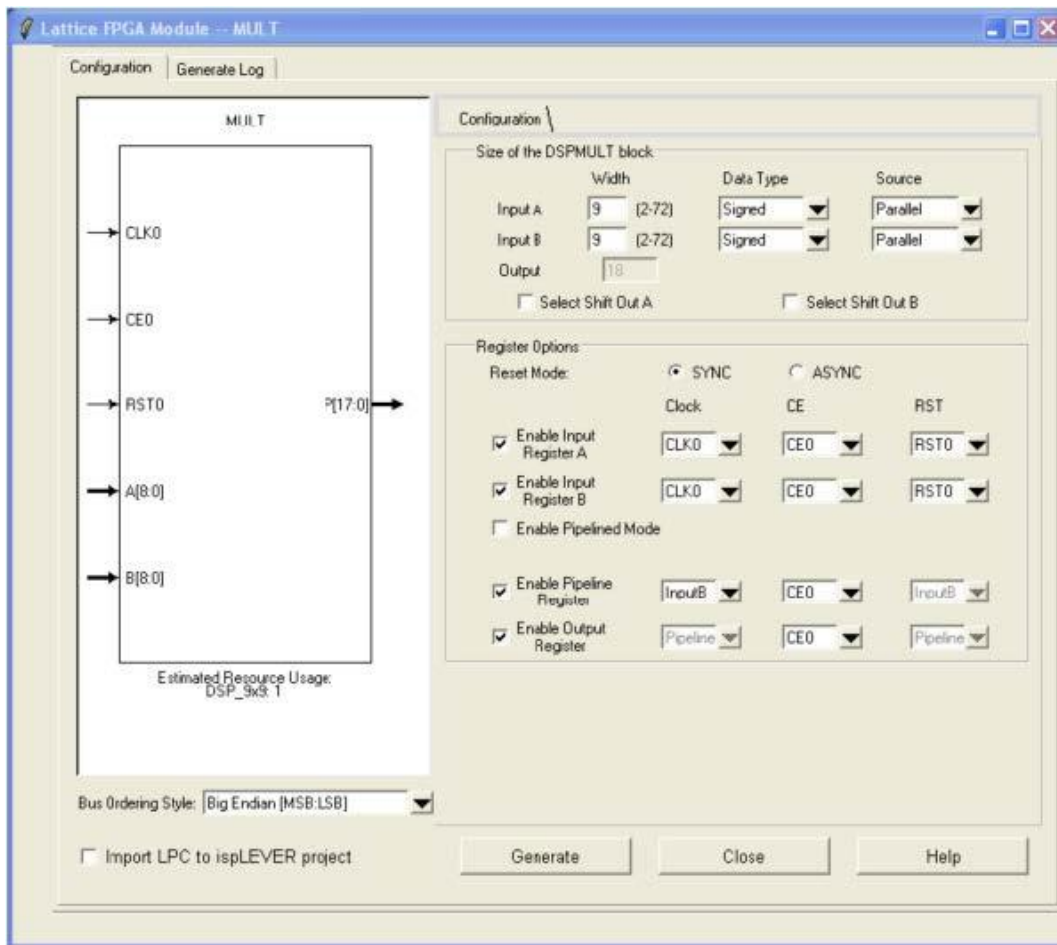 Lattice FPGA Module -- MULT
Configuration Generate Log
MULT
CLK0
CE0
RST0 P[17:0]
A[8:0]
B[8:0]
Estimated Resource Usage:
DSP_9x9: 1
Bus Ordering Style: Big Endian [MSB:LSB]
Import LPC to ispLEVER project
Configuration
Size of the DSPMULT block
Width Data Type Source
Input A 9 (2-72) Signed Parallel
Input B 9 (2-72) Signed Parallel
Output 18
Select Shift Out A Select Shift Out B
Register Options
Reset Mode: SYNC ASYNC
Clock CE RST
Enable Input
Register A CLK0 CE0 RST0
Enable Input
Register B CLK0 CE0 RST0
Enable Pipelined Mode
Enable Pipeline
Register InputB CE0 InputB
Enable Output
Register Pipeline CE0 Pipeline
Generate Close Help